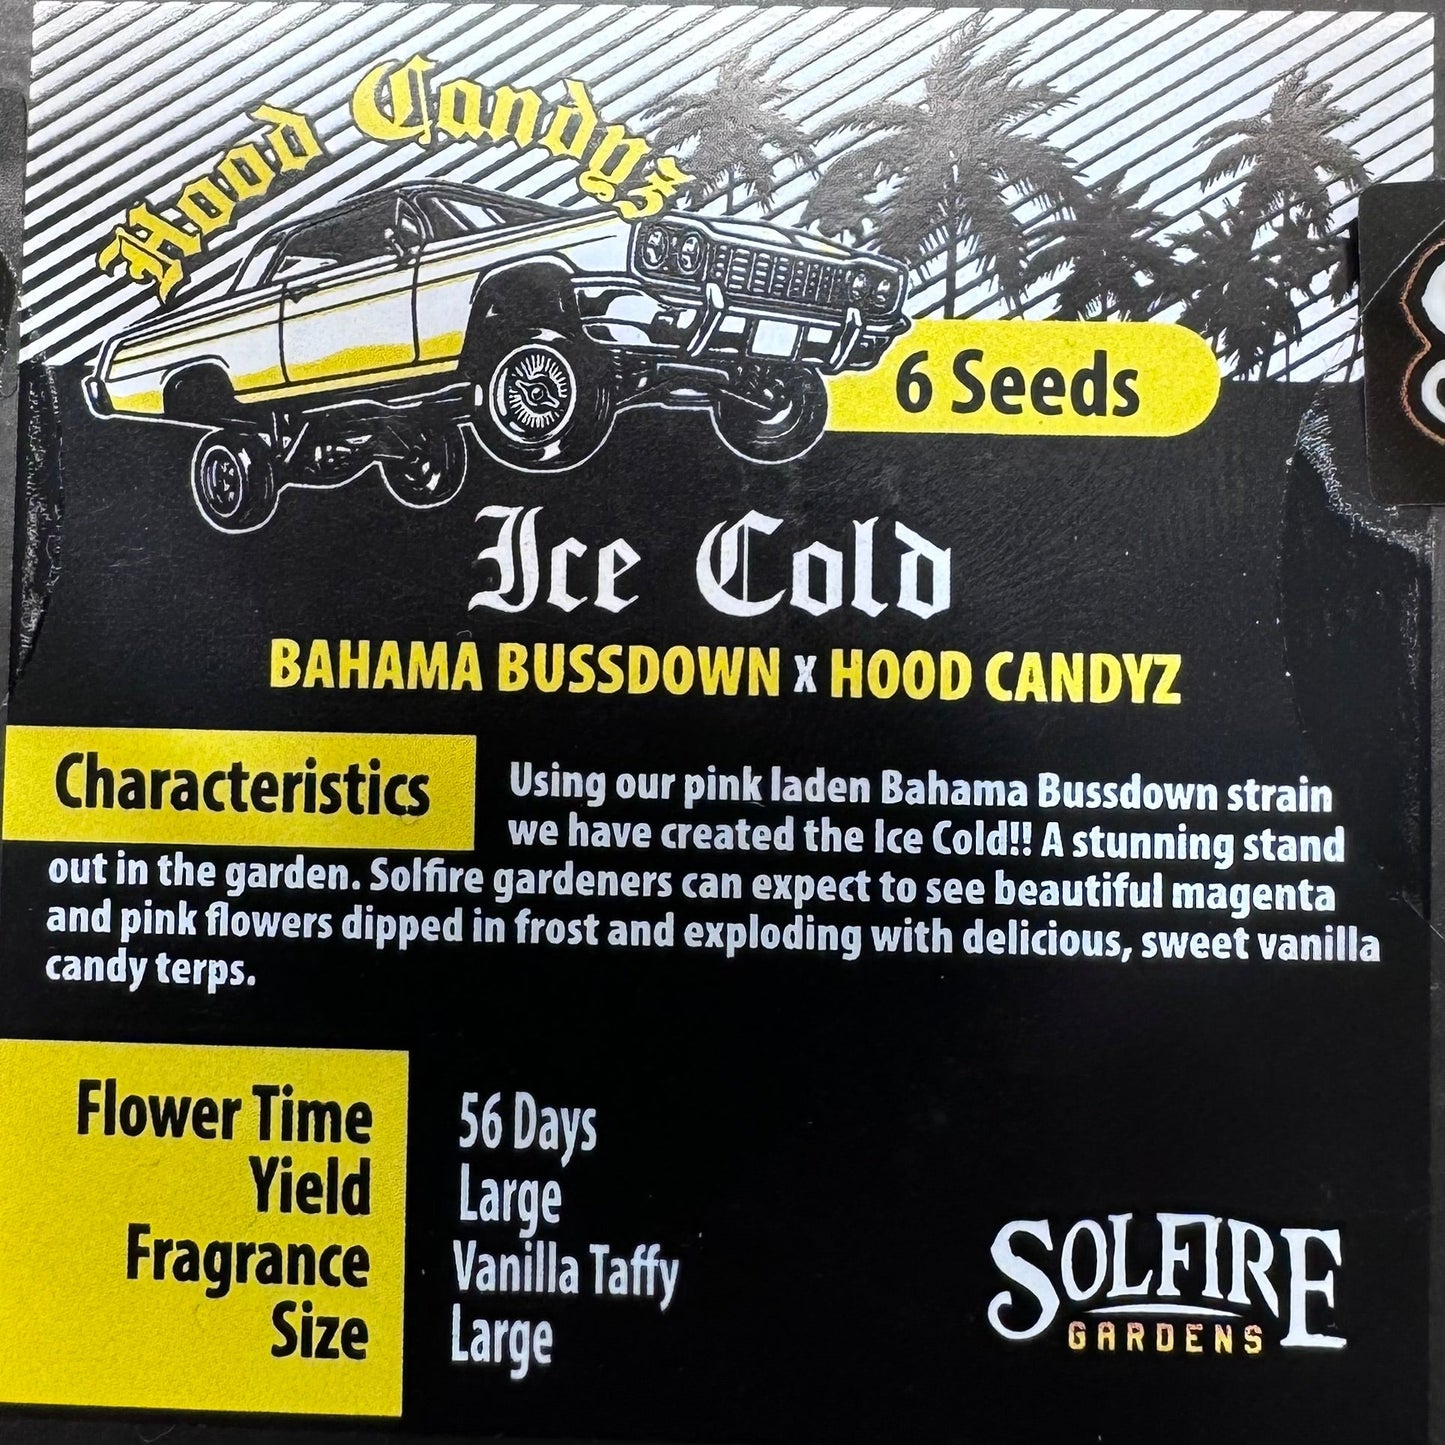 Hood Candyz
6 Seeds
Ice Cold
BAHAMA BUSSDOWN X HOOD CANDYZ
Characteristics
Using our pink laden Bahama Bussdown strain
we have created the Ice Cold!! A stunning stand
out in the garden. Solfire gardeners can expect to see beautiful magenta
and pink flowers dipped in frost and exploding with delicious, sweet vanilla
candy terps.
Flower Time 56 Days
Yield Large
Fragrance Vanilla Taffy
Size Large
SOLFIRE
GARDENS